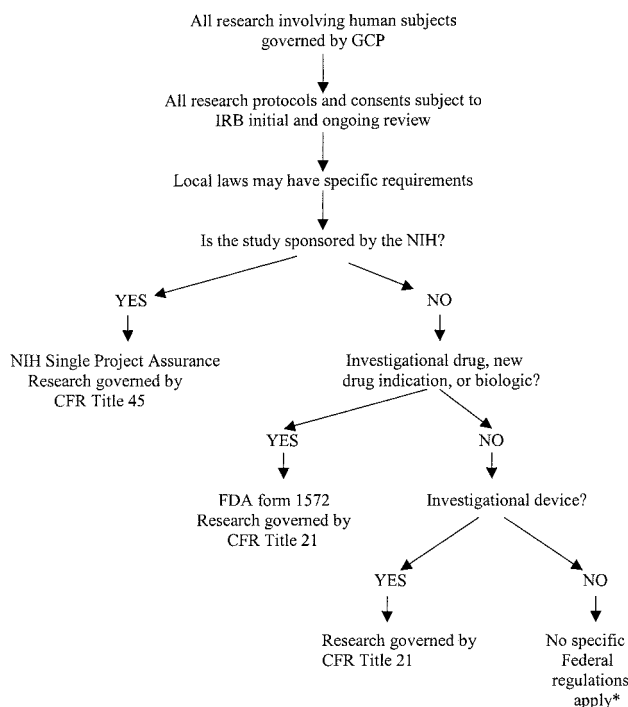 All research involving human subjects
governed by GCP
All research protocols and consents subject to
IRB initial and ongoing review
Local laws may have specific requirements
Is the study sponsored by the NIH?
YES
NO
NIH Single Project Assurance
Research governed by
CFR Title 45
Investigational drug, new
drug indication, or biologic?
YES
NO
FDA form 1572
Research governed by
CFR Title 21
Investigational device?
YES
NO
Research governed by
CFR Title 21
No specific
Federal
regulations
apply*